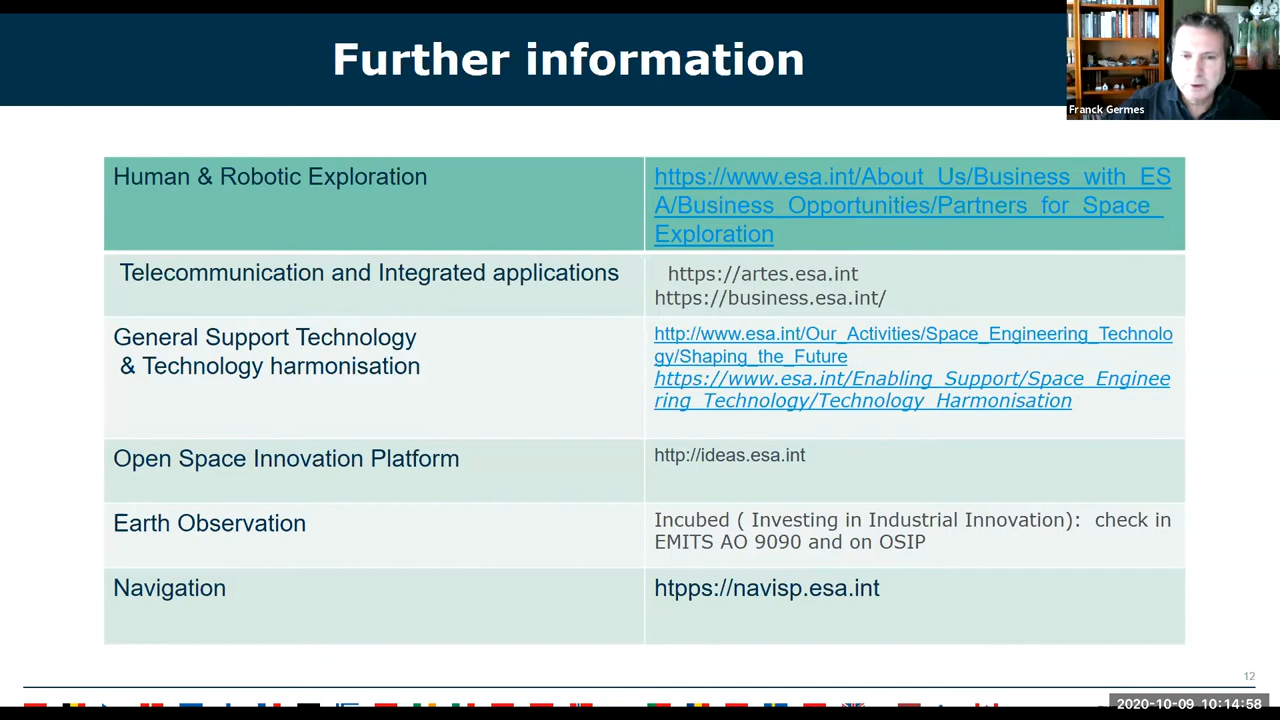 Further information
Franck Germes
Human & Robotic Exploration
https://www.esa.int/About_Us/Business_with_ES
A/Business_Opportunities/Partners_for_Space_
Exploration
Telecommunication and Integrated applications
https://artes.esa.int
https://business.esa.int/
General Support Technology
& Technology harmonisation
http://www.esa.int/Our_Activities/Space_Engineering_Technolo
gy/Shaping_the_Future
https://www.esa.int/Enabling_Support/Space_Enginee
ring_Technology/Technology_Harmonisation
Open Space Innovation Platform
http://ideas.esa.int
Earth Observation
Incubed ( Investing in Industrial Innovation): check in
EMITS AO 9090 and on OSIP
Navigation
htpps://navisp.esa.int
12
2020-10-09 10:14:58